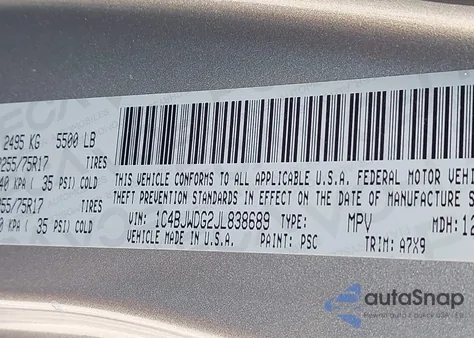 2495 KG 5500 LB
255/75R17 TIRES
40 KPA ( 35 PSI) COLD
255/75R17 TIRES
0 KPA ( 35 PSI) COLD
THIS VEHICLE CONFORMS TO ALL APPLICABLE U.S.A. FEDERAL MOTOR VEHI
THEFT PREVENTION STANDARDS IN EFFECT ON THE DATE OF MANUFACTURE S
VIN: 1C4BJWDG2JL838689 TYPE: MPV MDH: 12
VEHICLE MADE IN U.S.A. PAINT: PSC TRIM: A7X9
autoSnap